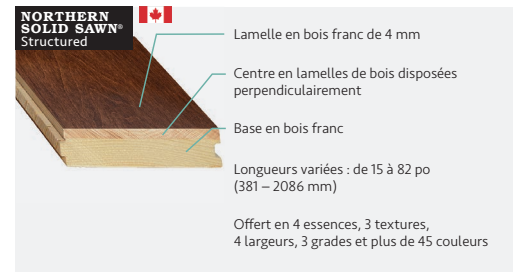 NORTHERN
SOLID SAWN®
Structured
Lamelle en bois franc de 4 mm
Centre en lamelles de bois disposées
perpendiculairement
Base en bois franc
Longueurs variées : de 15 à 82 po
(381 – 2086 mm)
Offert en 4 essences, 3 textures,
4 largeurs, 3 grades et plus de 45 couleurs